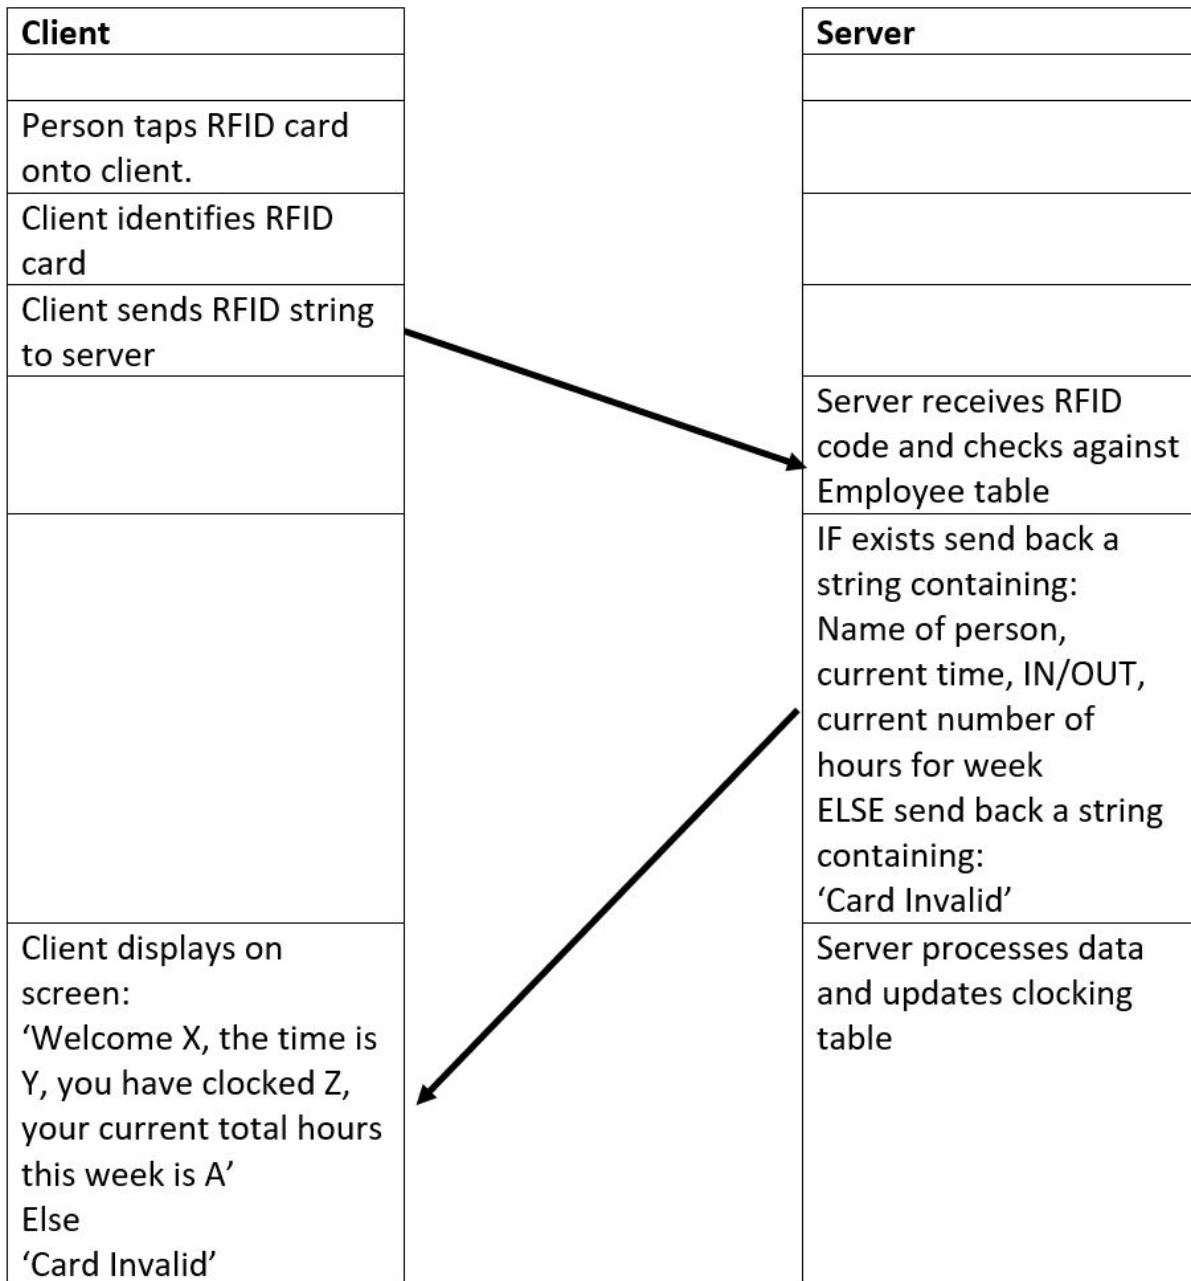 Client
Person taps RFID card
onto client.
Client identifies RFID
card
Client sends RFID string
to server
Client displays on
screen:
‘Welcome X, the time is
Y, you have clocked Z,
your current total hours
this week is A’
Else
‘Card Invalid’
Server
Server receives RFID
code and checks against
Employee table
IF exists send back a
string containing:
Name of person,
current time, IN/OUT,
current number of
hours for week
ELSE send back a string
containing:
‘Card Invalid’
Server processes data
and updates clocking
table